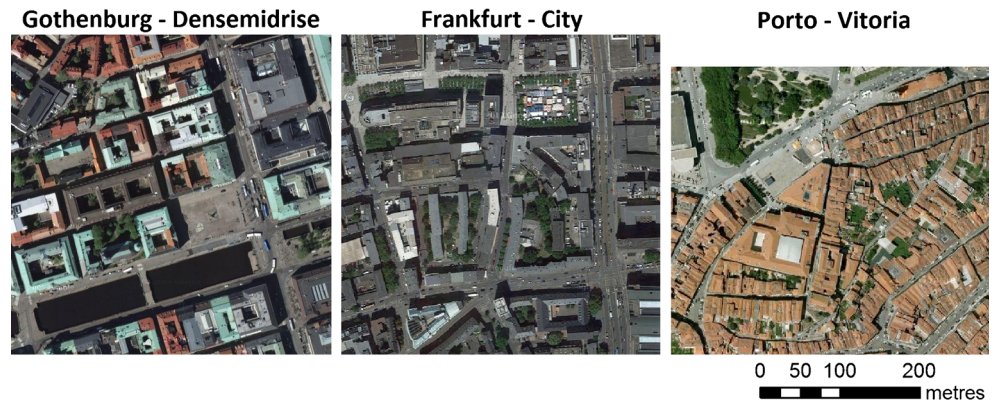 Gothenburg - Densemidrise
Frankfurt - City
Porto - Vitoria
0 50 100 200
metres